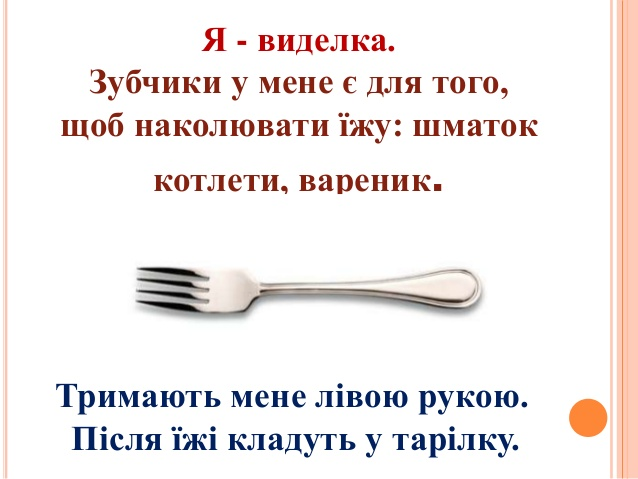 Я - виделка.
Зубчики у мене є для того,
щоб наколювати їжу: шматок
котлети, вареник.
Тримають мене лівою рукою.
Після їжі кладуть у тарілку.